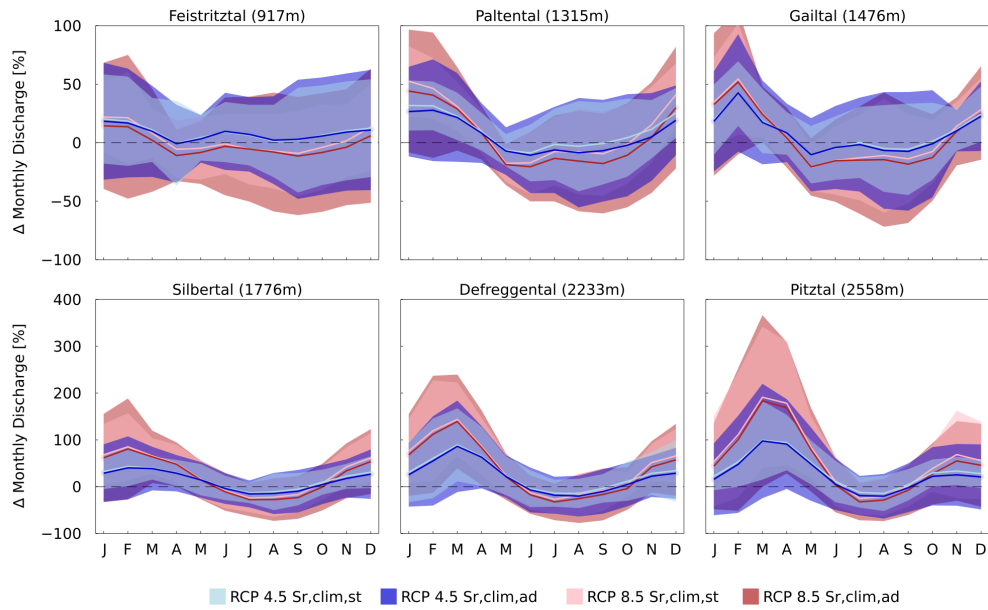 Feistritztal (917m) Paltental (1315m) Gailtal (1476m)
100
50
0
−50
−100
Δ Monthly Discharge [%]
Silbertal (1776m) Defreggental (2233m) Pitztal (2558m)
400
300
200
100
0
−100
Δ Monthly Discharge [%]
J F M A M J J A S O N D J F M A M J J A S O N D J F M A M J J A S O N D
RCP 4.5 Sr,clim,st RCP 4.5 Sr,clim,ad RCP 8.5 Sr,clim,st RCP 8.5 Sr,clim,ad